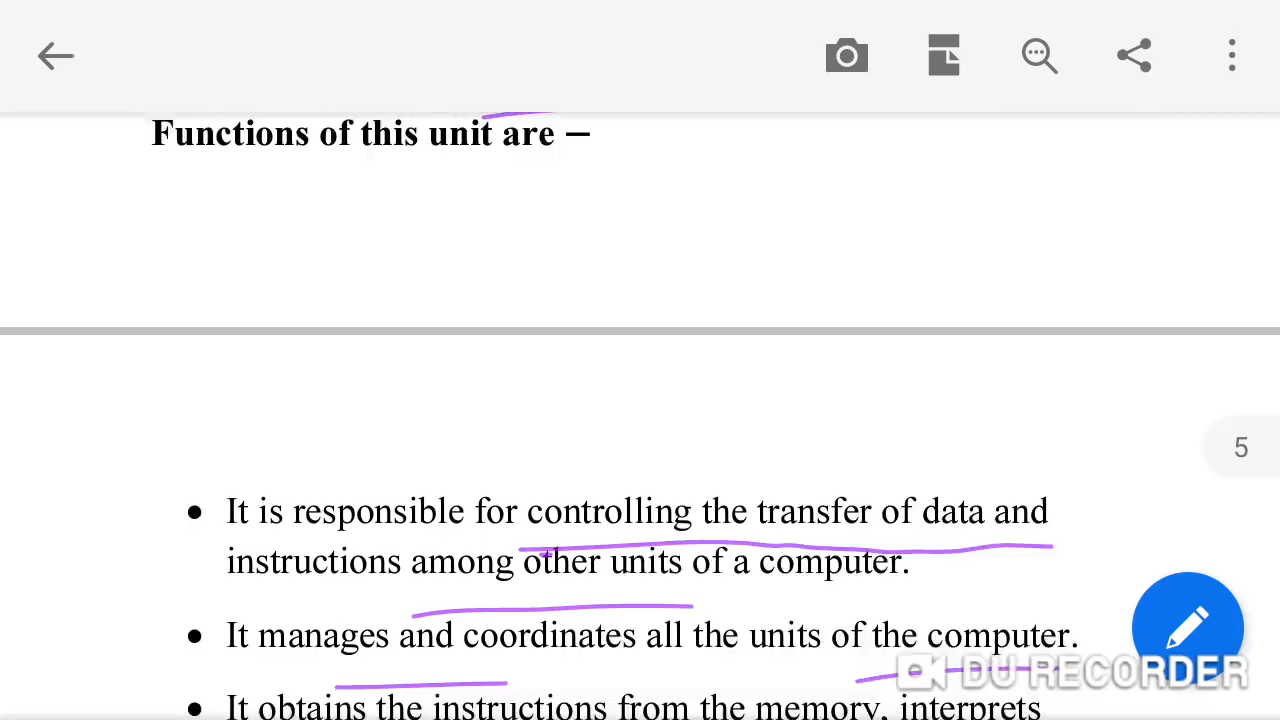 Functions of this unit are –
5
• It is responsible for controlling the transfer of data and
instructions among other units of a computer.
• It manages and coordinates all the units of the computer.
DU RECORDER
• It obtains the instructions from the memory, interprets